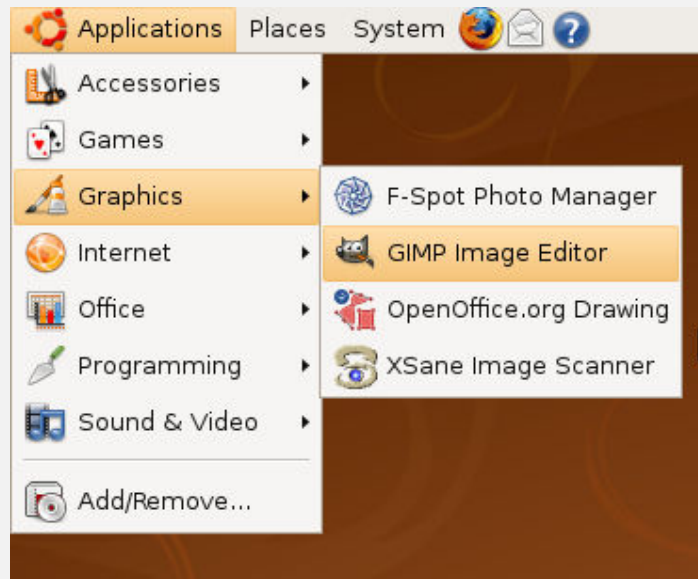 Applications Places System
Accessories
Games
Graphics
Internet
Office
Programming
Sound & Video
Add/Remove...
F-Spot Photo Manager
GIMP Image Editor
OpenOffice.org Drawing
XSane Image Scanner